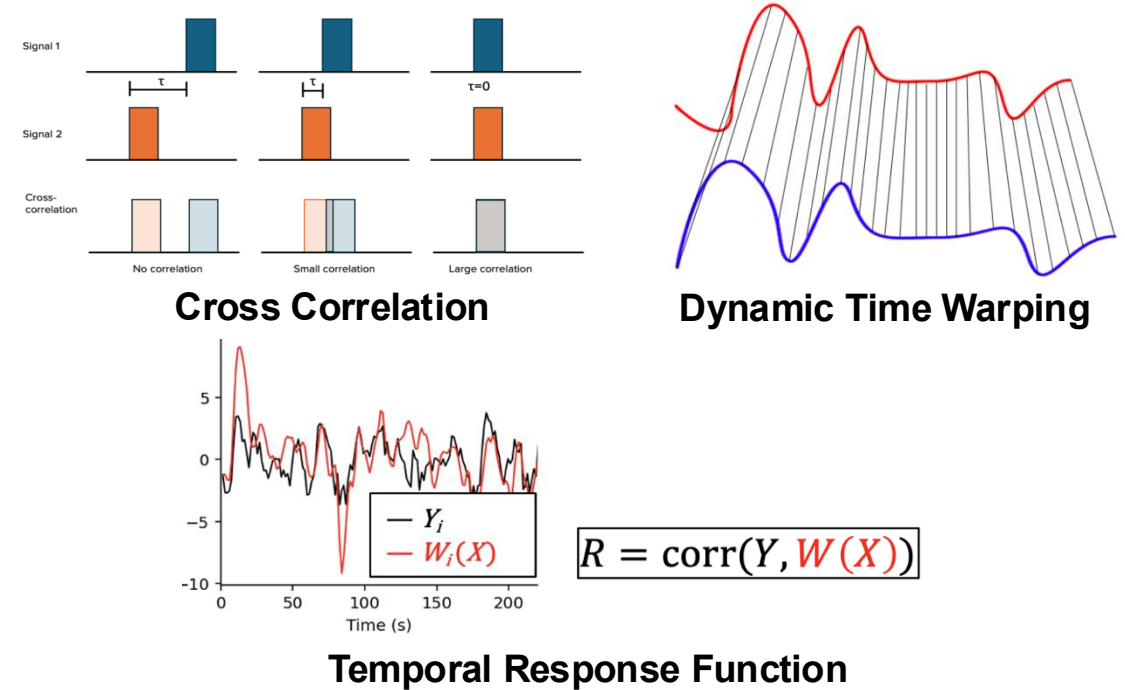 Signal 1
τ
τ
τ=0
Signal 2
Cross-
correlation
No correlation
Small correlation
Large correlation
Cross Correlation
Dynamic Time Warping
5
0
−5
-10
0
50
100
150
200
Time (s)
Y_i
W_i(X)
R = corr(Y, W(X))
Temporal Response Function